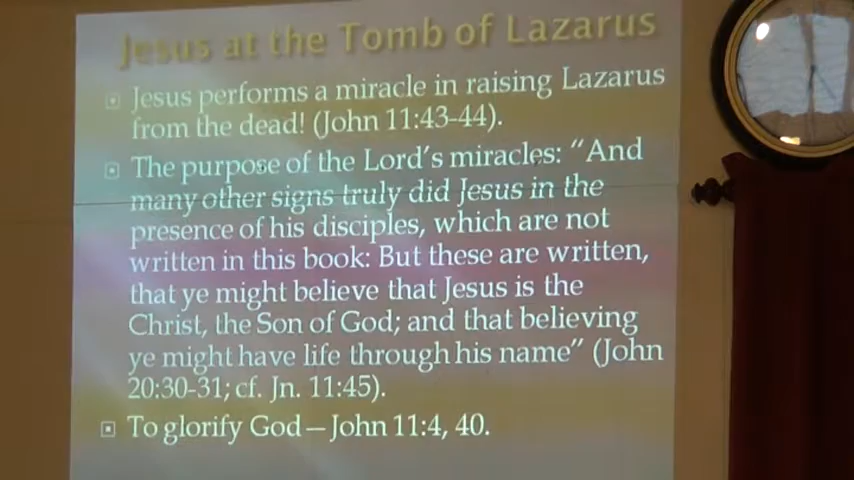 Jesus at the Tomb of Lazarus
Jesus performs a miracle in raising Lazarus
from the dead! (John 11:43-44).
The purpose of the Lord's miracles: "And
many other signs truly did Jesus in the
presence of his disciples, which are not
written in this book: But these are written,
that ye might believe that Jesus is the
Christ, the Son of God; and that believing
ye might have life through his name" (John
20:30-31; cf. Jn. 11:45).
To glorify God – John 11:4, 40.